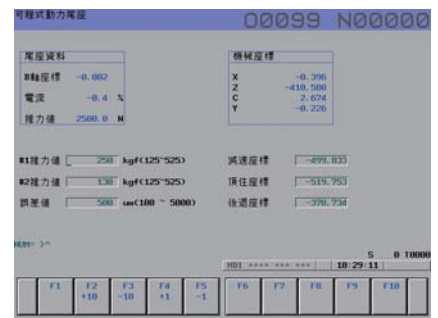 可程式動力尾座 O0099 N00000
尾座資料
B軸座標 -0.002
電流 -0.4 %
推力值 2500.0 N
機械座標
X -0.396
Z -410.500
C 2.674
Y -0.226
#1推力值 250 kgf(125~525)
#2推力值 130 kgf(125~525)
誤差值 500 um(100 ~ 5000)
減速座標 -499.833
頂住座標 -519.753
後退座標 -370.734
S 0 T0000
MDI **** *** *** 10:29:11
F1 F2 F3 F4 F5 F6 F7 F8 F9 F10
+10 -10 +1 -1